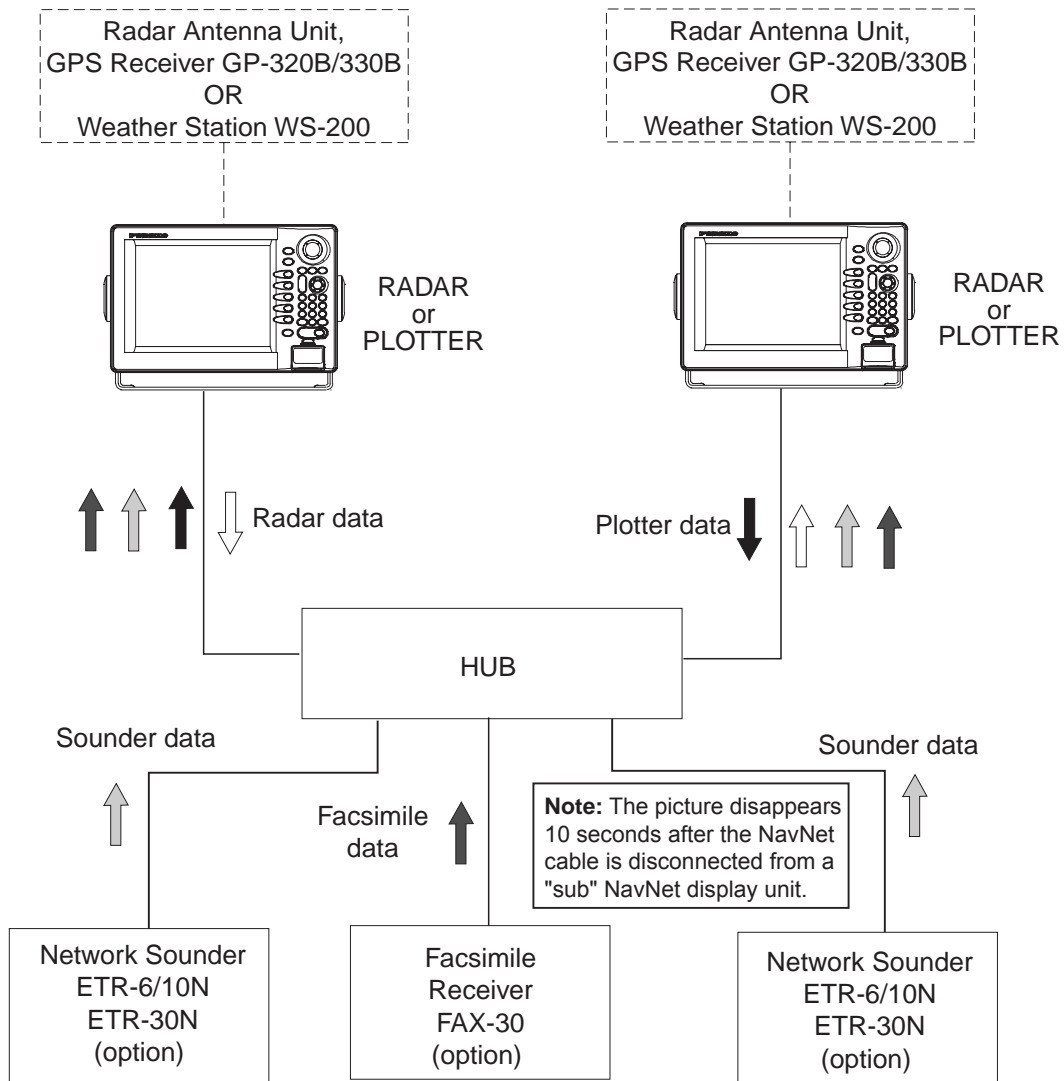 Radar Antenna Unit,
GPS Receiver GP-320B/330B
OR
Weather Station WS-200
Radar Antenna Unit,
GPS Receiver GP-320B/330B
OR
Weather Station WS-200
FURUNO
RADAR
or
PLOTTER
FURUNO
RADAR
or
PLOTTER
Radar data
Plotter data
HUB
Sounder data
Sounder data
Facsimile
data
Note: The picture disappears
10 seconds after the NavNet
cable is disconnected from a
"sub" NavNet display unit.
Network Sounder
ETR-6/10N
ETR-30N
(option)
Facsimile
Receiver
FAX-30
(option)
Network Sounder
ETR-6/10N
ETR-30N
(option)